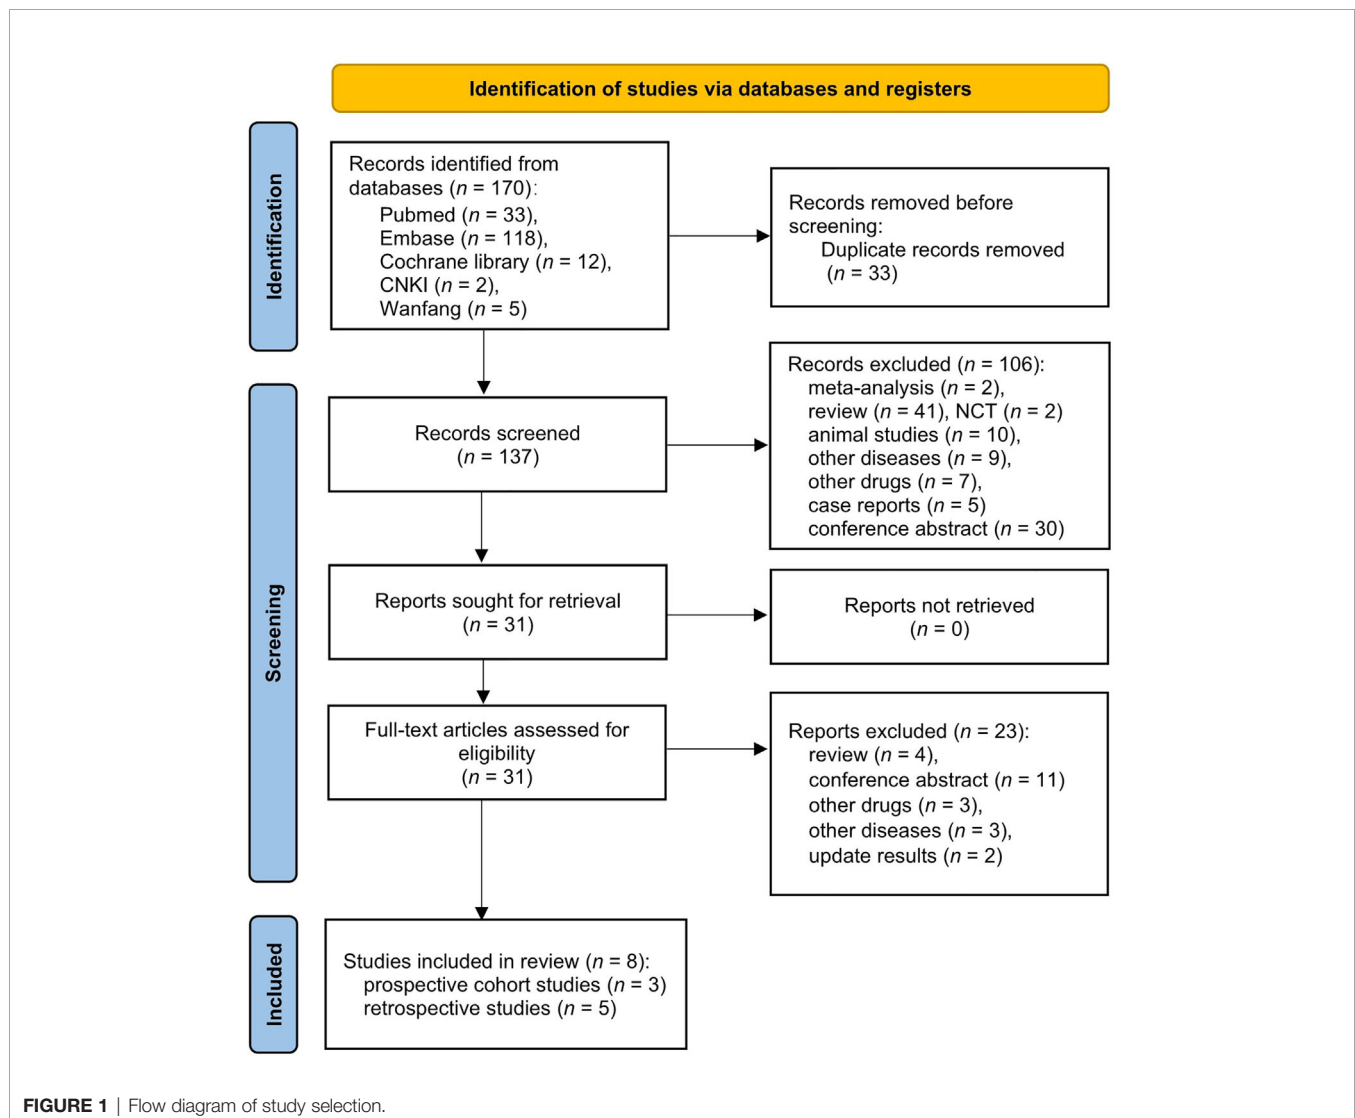 Identification of studies via databases and registers
Identification
Records identified from
databases (n = 170):
Pubmed (n = 33),
Embase (n = 118),
Cochrane library (n = 12),
CNKI (n = 2),
Wanfang (n = 5)
Records removed before
screening:
Duplicate records removed
(n = 33)
Screening
Records screened
(n = 137)
Records excluded (n = 106):
meta-analysis (n = 2),
review (n = 41), NCT (n = 2)
animal studies (n = 10),
other diseases (n = 9),
other drugs (n = 7),
case reports (n = 5)
conference abstract (n = 30)
Reports sought for retrieval
(n = 31)
Reports not retrieved
(n = 0)
Full-text articles assessed for
eligibility
(n = 31)
Reports excluded (n = 23):
review (n = 4),
conference abstract (n = 11)
other drugs (n = 3),
other diseases (n = 3),
update results (n = 2)
Included
Studies included in review (n = 8):
prospective cohort studies (n = 3)
retrospective studies (n = 5)
FIGURE 1 | Flow diagram of study selection.